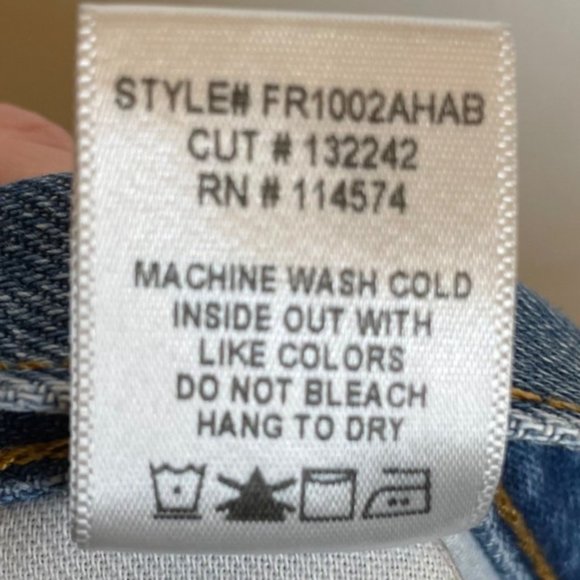 STYLE# FR1002AHAB
CUT # 132242
RN # 114574
MACHINE WASH COLD
INSIDE OUT WITH
LIKE COLORS
DO NOT BLEACH
HANG TO DRY